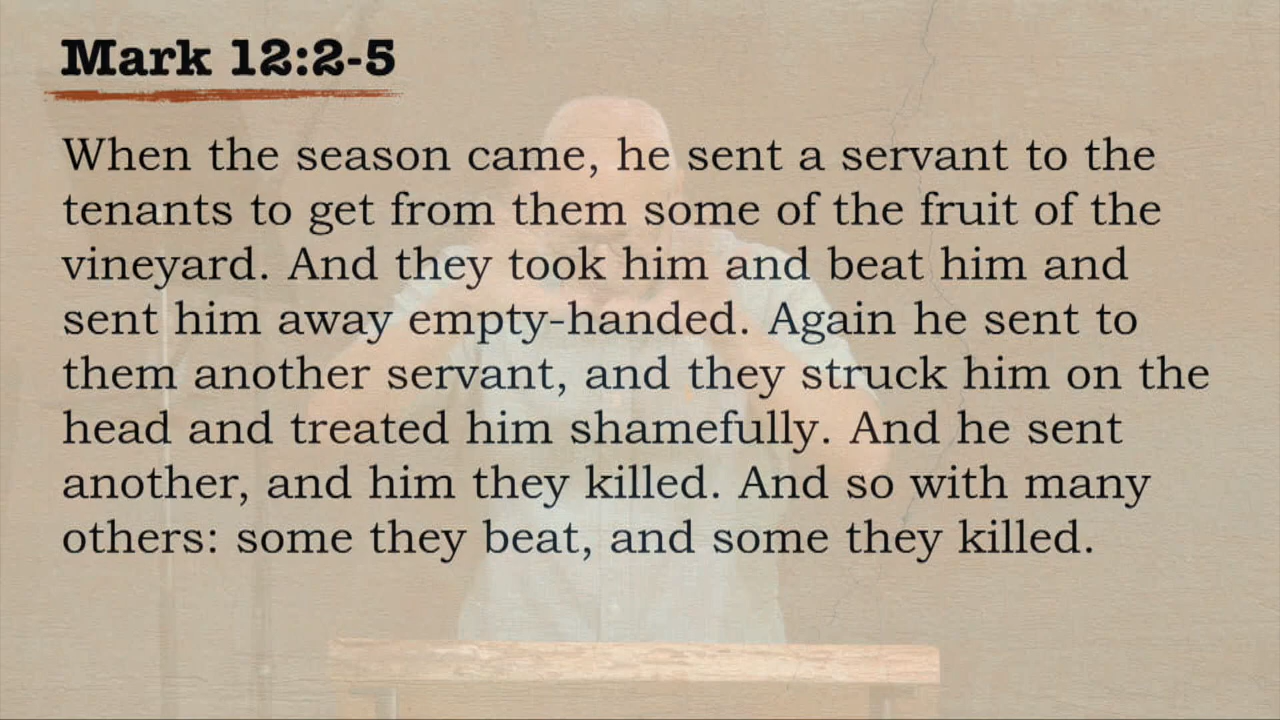 Mark 12:2-5
When the season came, he sent a servant to the
tenants to get from them some of the fruit of the
vineyard. And they took him and beat him and
sent him away empty-handed. Again he sent to
them another servant, and they struck him on the
head and treated him shamefully. And he sent
another, and him they killed. And so with many
others: some they beat, and some they killed.